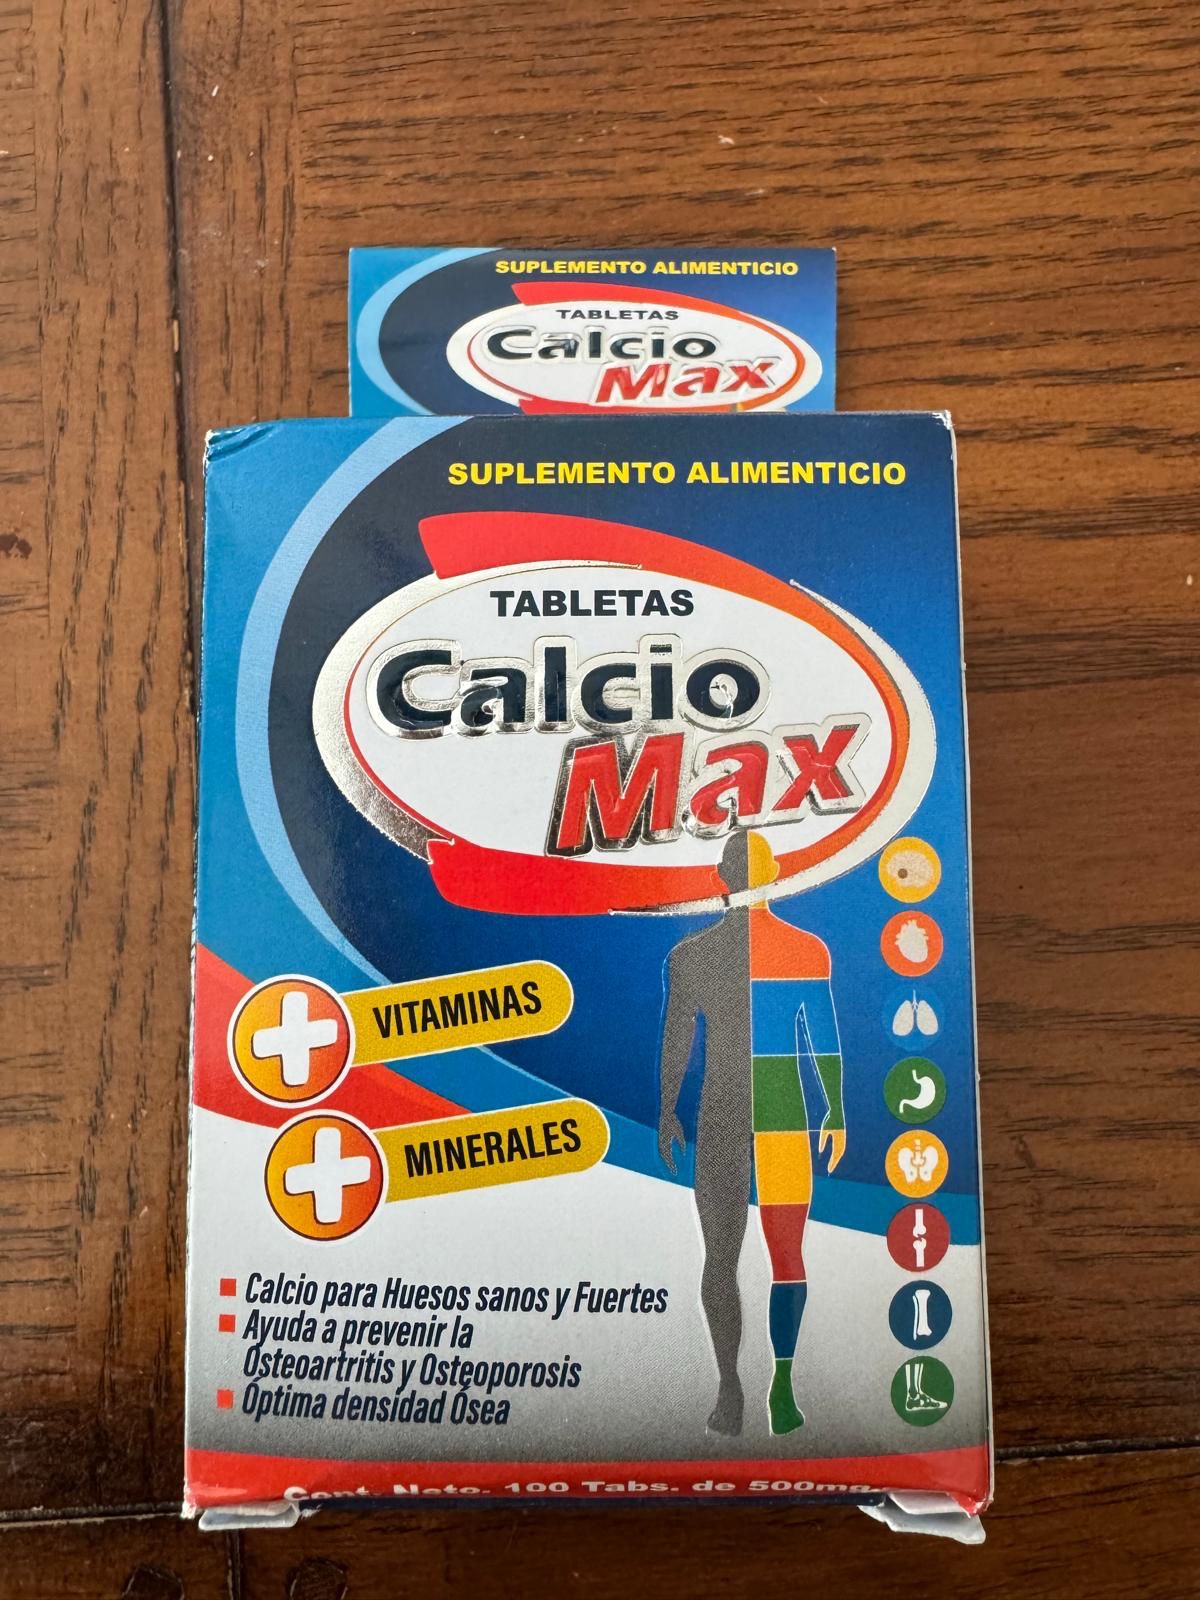 SUPLEMENTO ALIMENTICIO
TABLETAS
Calcio
Max
SUPLEMENTO ALIMENTICIO
TABLETAS
Calcio
Max
VITAMINAS
MINERALES
Calcio para Huesos sanos y Fuertes
Ayuda a prevenir la
Osteoartritis y Osteoporosis
Óptima densidad Ósea
Cont. Neto. 100 Tabs. de 500mg.